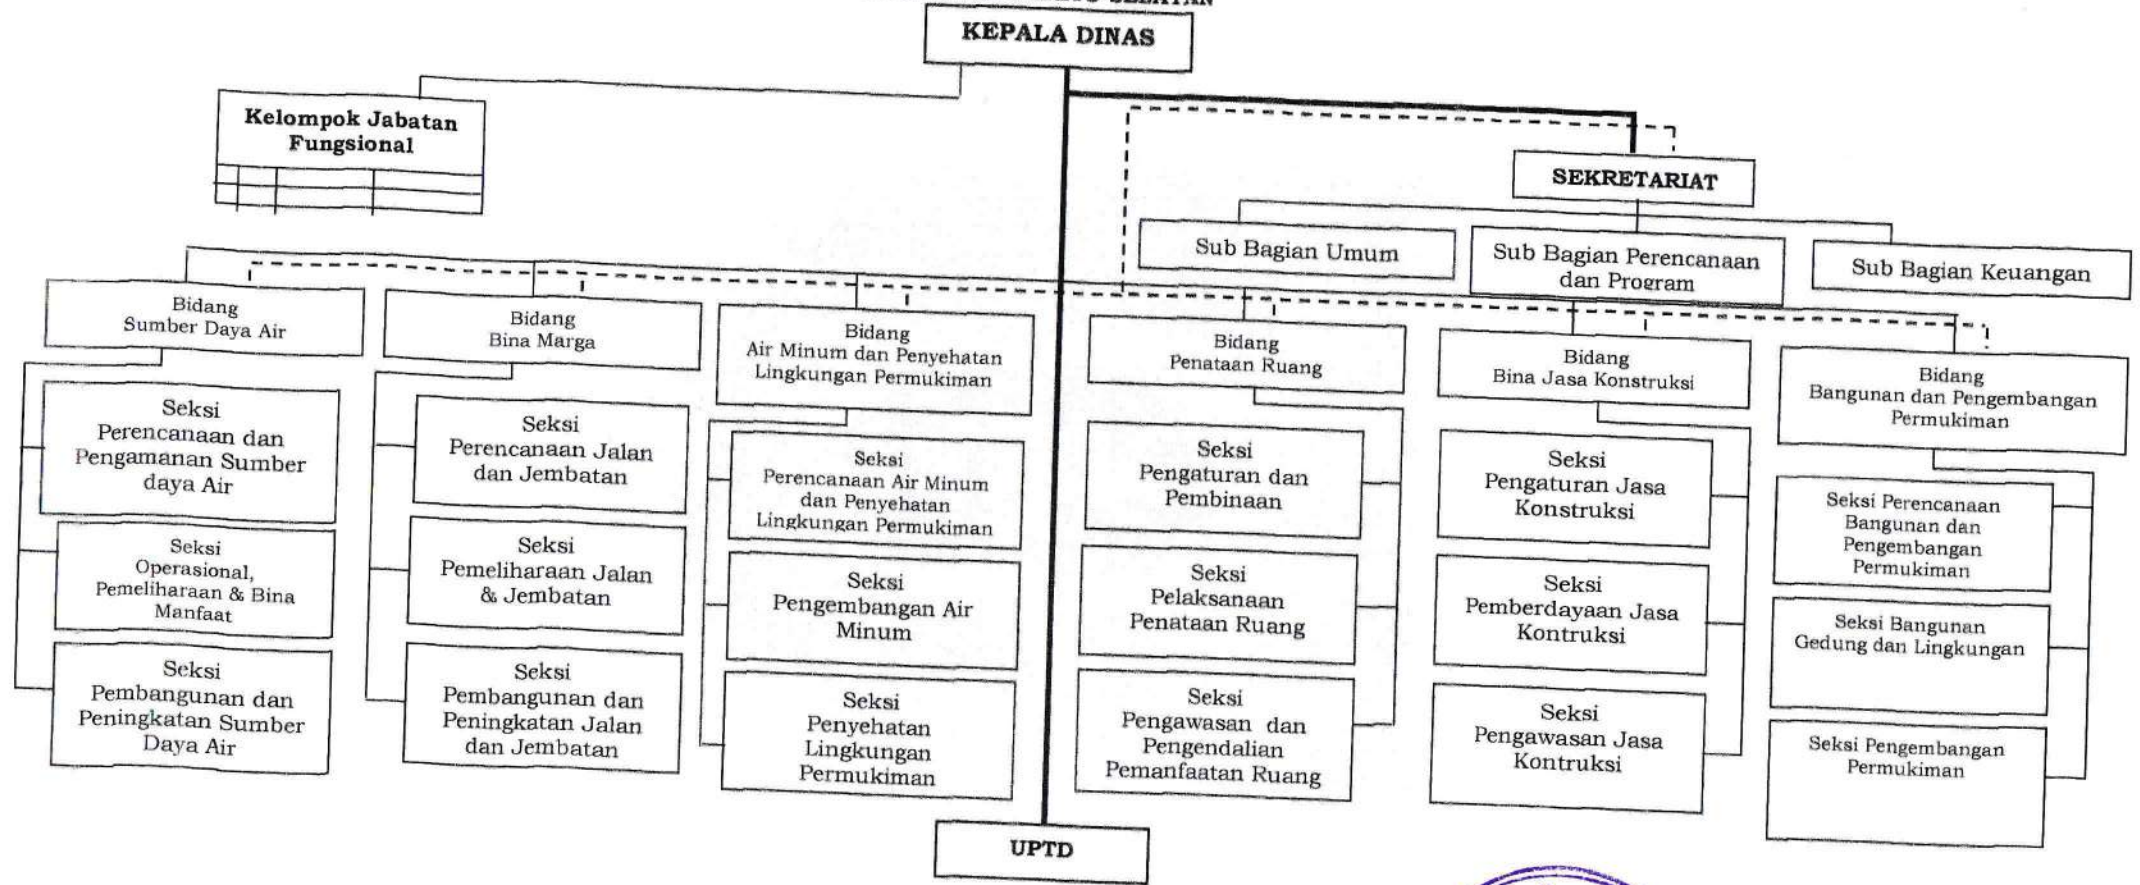 KEPALA DINAS
Kelompok Jabatan
Fungsional
SEKRETARIAT
Sub Bagian Umum
Sub Bagian Perencanaan
dan Program
Sub Bagian Keuangan
Bidang
Sumber Daya Air
Seksi
Perencanaan dan
Pengamanan Sumber
daya Air
Seksi
Operasional,
Pemeliharaan & Bina
Manfaat
Seksi
Pembangunan dan
Peningkatan Sumber
Daya Air
Bidang
Bina Marga
Seksi
Perencanaan Jalan
dan Jembatan
Seksi
Pemeliharaan Jalan
& Jembatan
Seksi
Pembangunan dan
Peningkatan Jalan
dan Jembatan
Bidang
Air Minum dan Penyehatan
Lingkungan Permukiman
Seksi
Perencanaan Air Minum
dan Penyehatan
Lingkungan Permukiman
Seksi
Pengembangan Air
Minum
Seksi
Penyehatan
Lingkungan
Permukiman
Bidang
Penataan Ruang
Seksi
Pengaturan dan
Pembinaan
Seksi
Pelaksanaan
Penataan Ruang
Seksi
Pengawasan dan
Pengendalian
Pemanfaatan Ruang
Bidang
Bina Jasa Konstruksi
Seksi
Pengaturan Jasa
Konstruksi
Seksi
Pemberdayaan Jasa
Kontruksi
Seksi
Pengawasan Jasa
Kontruksi
Bidang
Bangunan dan Pengembangan
Permukiman
Seksi Perencanaan
Bangunan dan
Pengembangan
Permukiman
Seksi Bangunan
Gedung dan Lingkungan
Seksi Pengembangan
Permukiman
UPTD